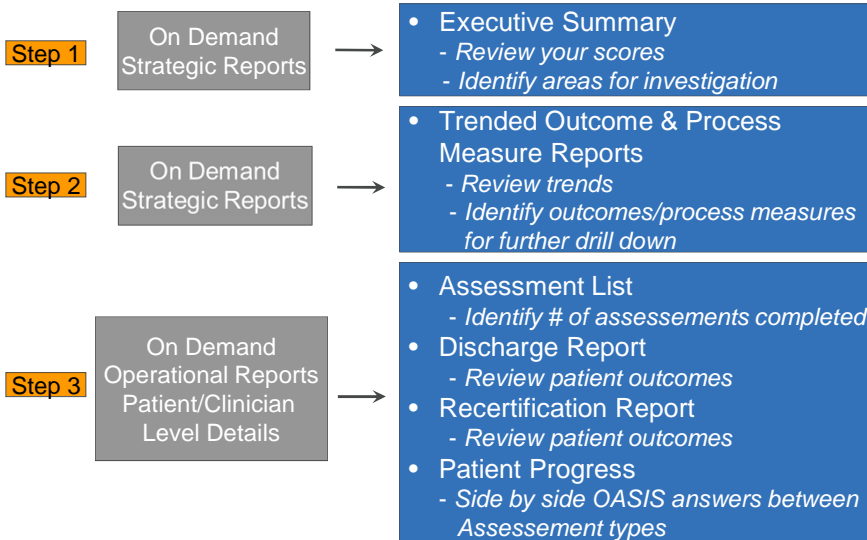 Step 1
On Demand
Strategic Reports
• Executive Summary
- Review your scores
- Identify areas for investigation
Step 2
On Demand
Strategic Reports
• Trended Outcome & Process
Measure Reports
- Review trends
- Identify outcomes/process measures
for further drill down
Step 3
On Demand
Operational Reports
Patient/Clinician
Level Details
• Assessment List
- Identify # of assessements completed
• Discharge Report
- Review patient outcomes
• Recertification Report
- Review patient outcomes
• Patient Progress
- Side by side OASIS answers between
Assessement types